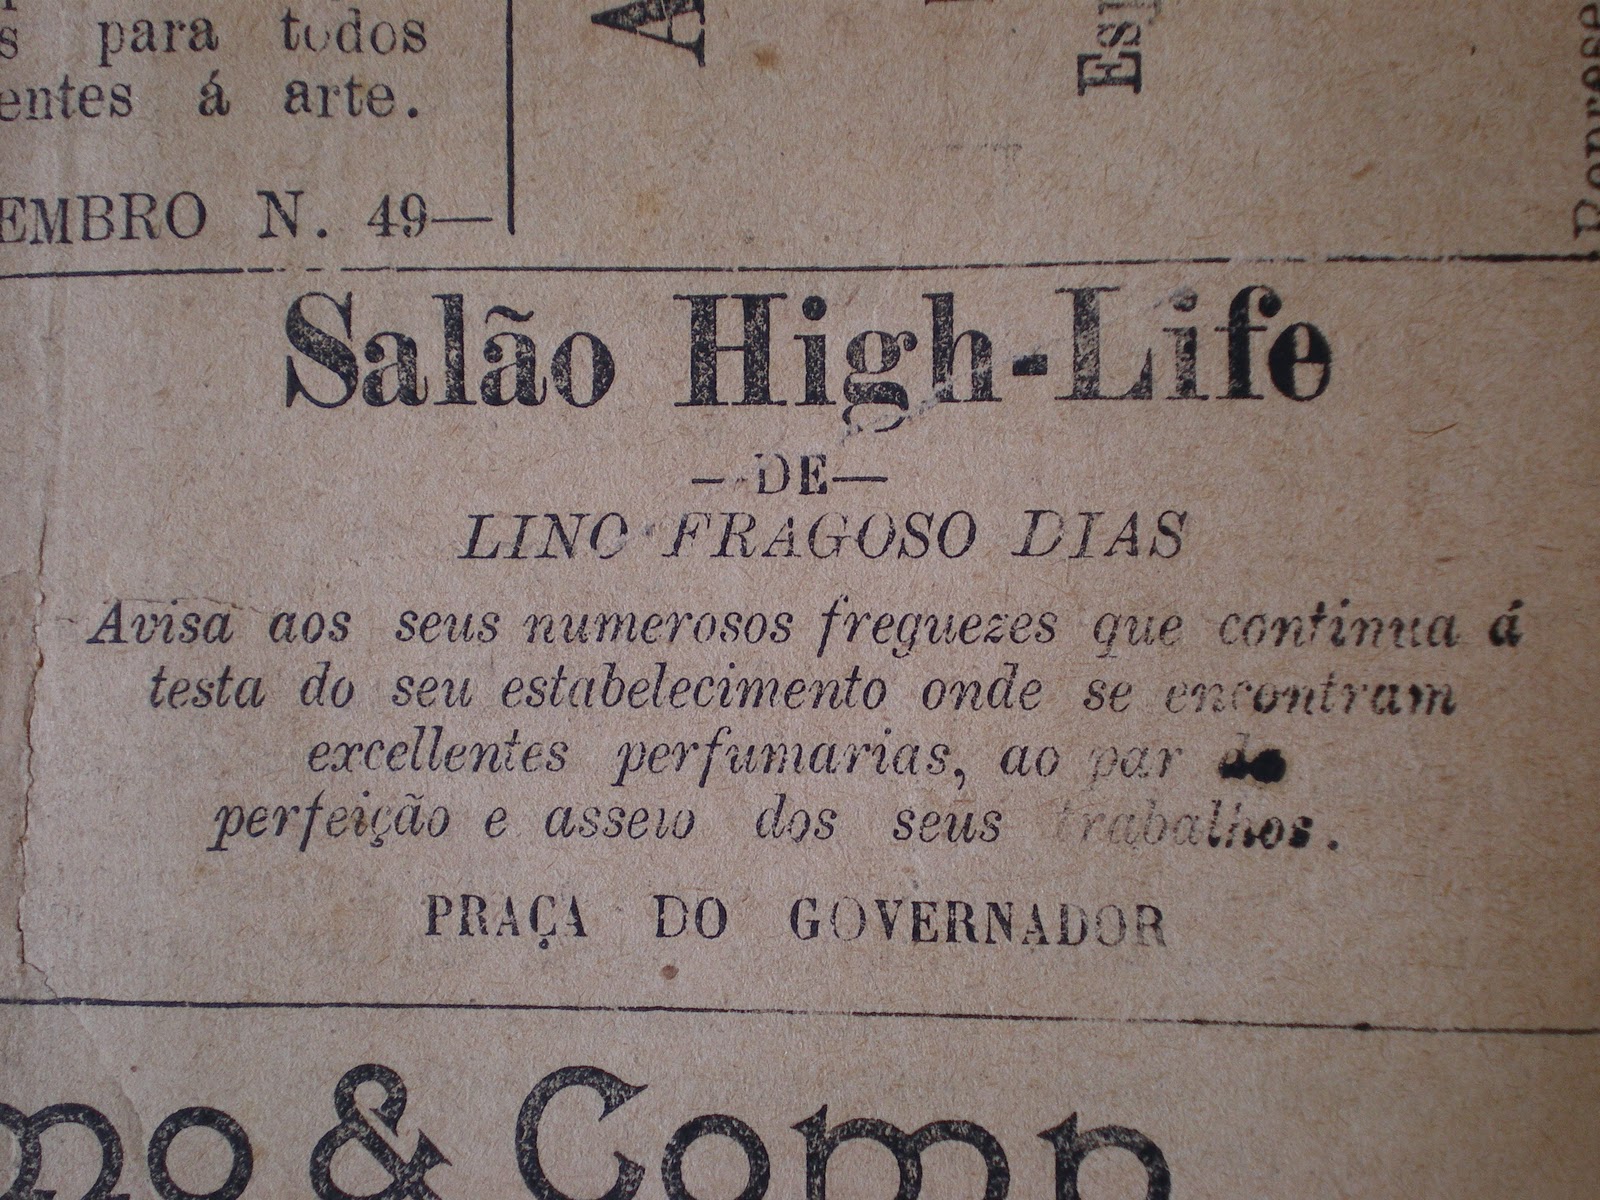 para todos
entes á arte.
EMBRO N. 49—
Salão High-Life
—DE—
LINO FRAGOSO DIAS
Avisa aos seus numerosos freguezes que continua á
testa do seu estabelecimento onde se encontram
excellentes perfumarias, ao par da
perfeição e asseio dos seus trabalhos.
PRAÇA DO GOVERNADOR
mo & Comp